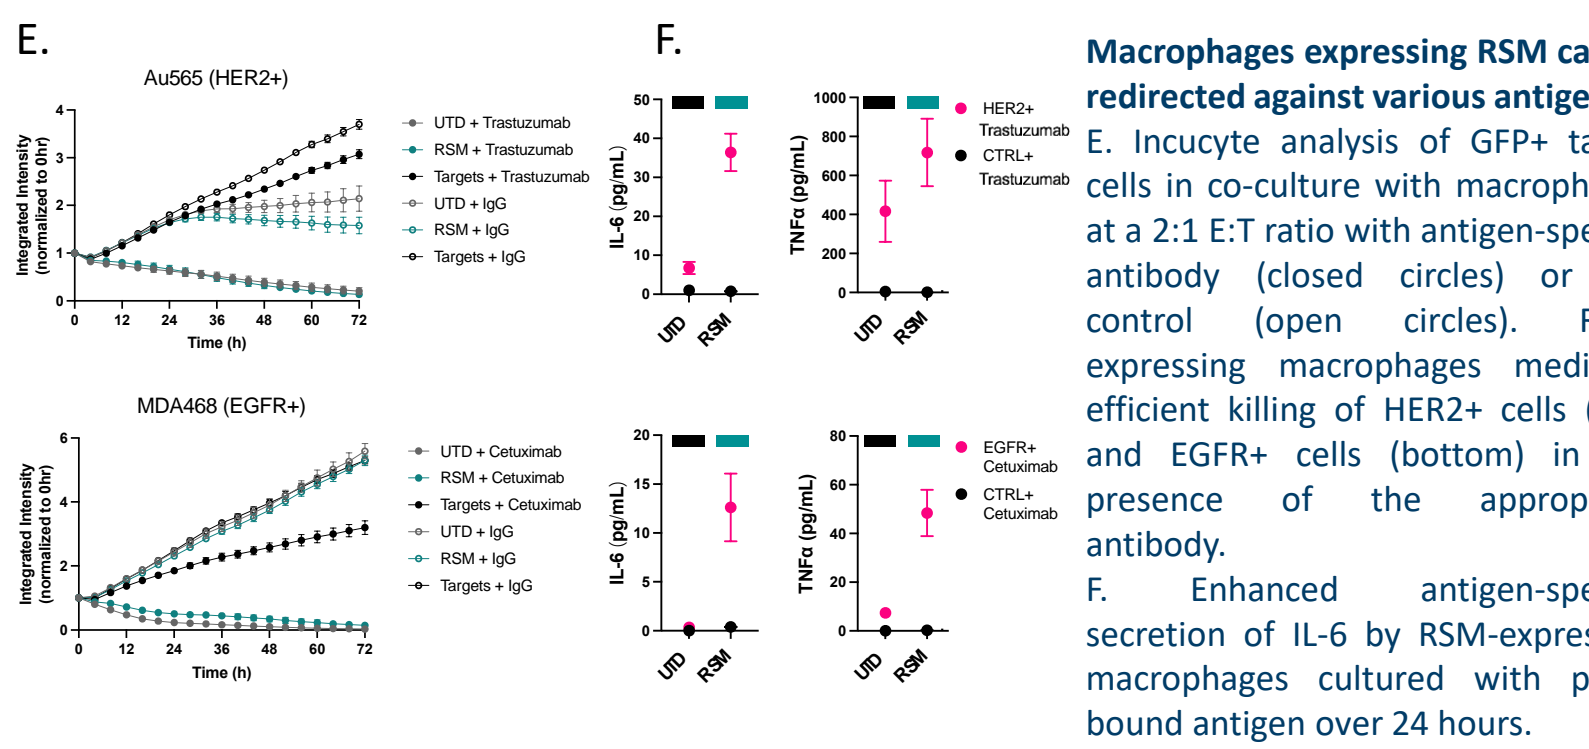 E.
Au565 (HER2+)
Integrated Intensity
(normalized to 0hr)
4
3
2
1
0
0 12 24 36 48 60 72
Time (h)
UTD + Trastuzumab
RSM + Trastuzumab
Targets + Trastuzumab
UTD + IgG
RSM + IgG
Targets + IgG
MDA468 (EGFR+)
Integrated Intensity
(normalized to 0hr)
6
4
2
0
0 12 24 36 48 60 72
Time (h)
UTD + Cetuximab
RSM + Cetuximab
Targets + Cetuximab
UTD + IgG
RSM + IgG
Targets + IgG
F.
IL-6 (pg/mL)
50
40
30
20
10
0
UTD RSM
TNFα (pg/mL)
1000
800
600
400
200
0
UTD RSM
HER2+
Trastuzumab
CTRL+
Trastuzumab
IL-6 (pg/mL)
20
15
10
5
0
UTD RSM
TNFα (pg/mL)
80
60
40
20
0
UTD RSM
EGFR+
Cetuximab
CTRL+
Cetuximab
Macrophages expressing RSM ca
redirected against various antige
E. Incucyte analysis of GFP+ ta
cells in co-culture with macroph
at a 2:1 E:T ratio with antigen-spe
antibody (closed circles) or
control (open circles).
expressing macrophages medi
efficient killing of HER2+ cells (
and EGFR+ cells (bottom) in
presence of the approp
antibody.
F. Enhanced antigen-spe
secretion of IL-6 by RSM-expres
macrophages cultured with p
bound antigen over 24 hours.